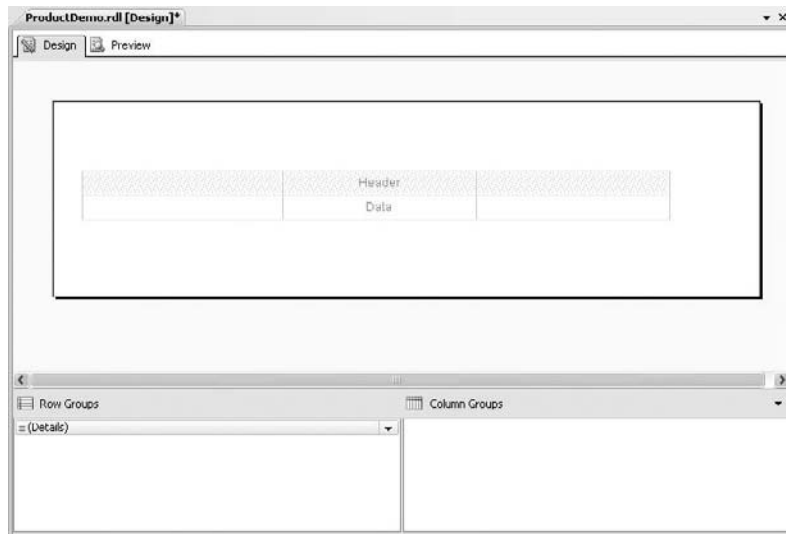 ProductDemo.rdl [Design]*
Design Preview
Header
Data
Row Groups
Column Groups
(Details)